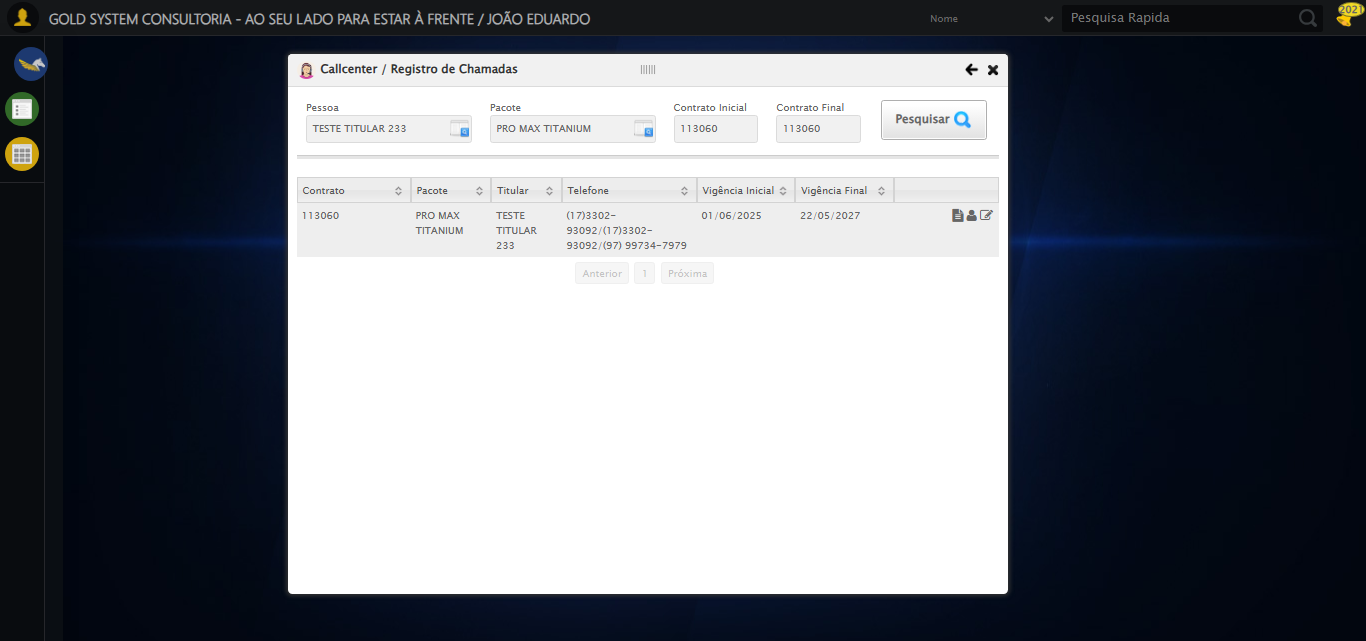 GOLD SYSTEM CONSULTORIA - AO SEU LADO PARA ESTAR À FRENTE / JOÃO EDUARDO
Nome
Pesquisa Rapida
2021
Callcenter / Registro de Chamadas
Pessoa
Pacote
Contrato Inicial
Contrato Final
TESTE TITULAR 233
PRO MAX TITANIUM
113060
113060
Pesquisar
Contrato
Pacote
Titular
Telefone
Vigência Inicial
Vigência Final
113060
PRO MAX
TITANIUM
TESTE
TITULAR
233
(17)3302-
93092/(17)3302-
93092/(97) 99734-7979
01/06/2025
22/05/2027
Anterior
1
Próxima